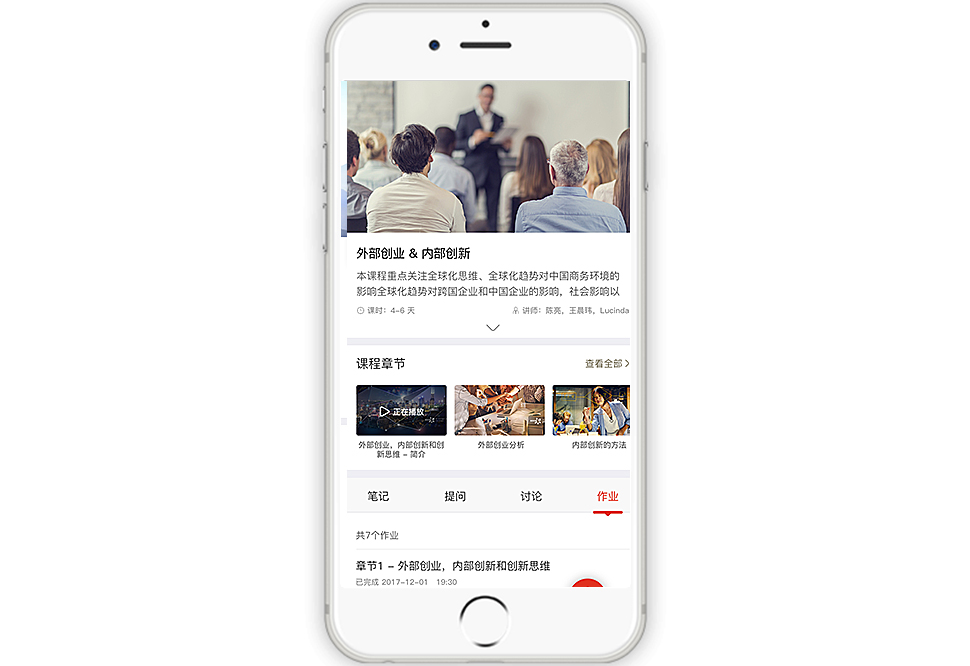 外部创业 & 内部创新
本课程重点关注全球化思维、全球化趋势对中国商务环境的
影响全球化趋势对跨国企业和中国企业的影响，社会影响以
课时：4-6 天
讲师：陈亮，王晨玮，Lucinda
课程章节
查看全部
正在播放
外部创业，内部创新和创
新思维 - 简介
外部创业分析
内部创新的方法
笔记
提问
讨论
作业
共7个作业
章节1 - 外部创业，内部创新和创新思维
已完成 2017-12-01 19:30